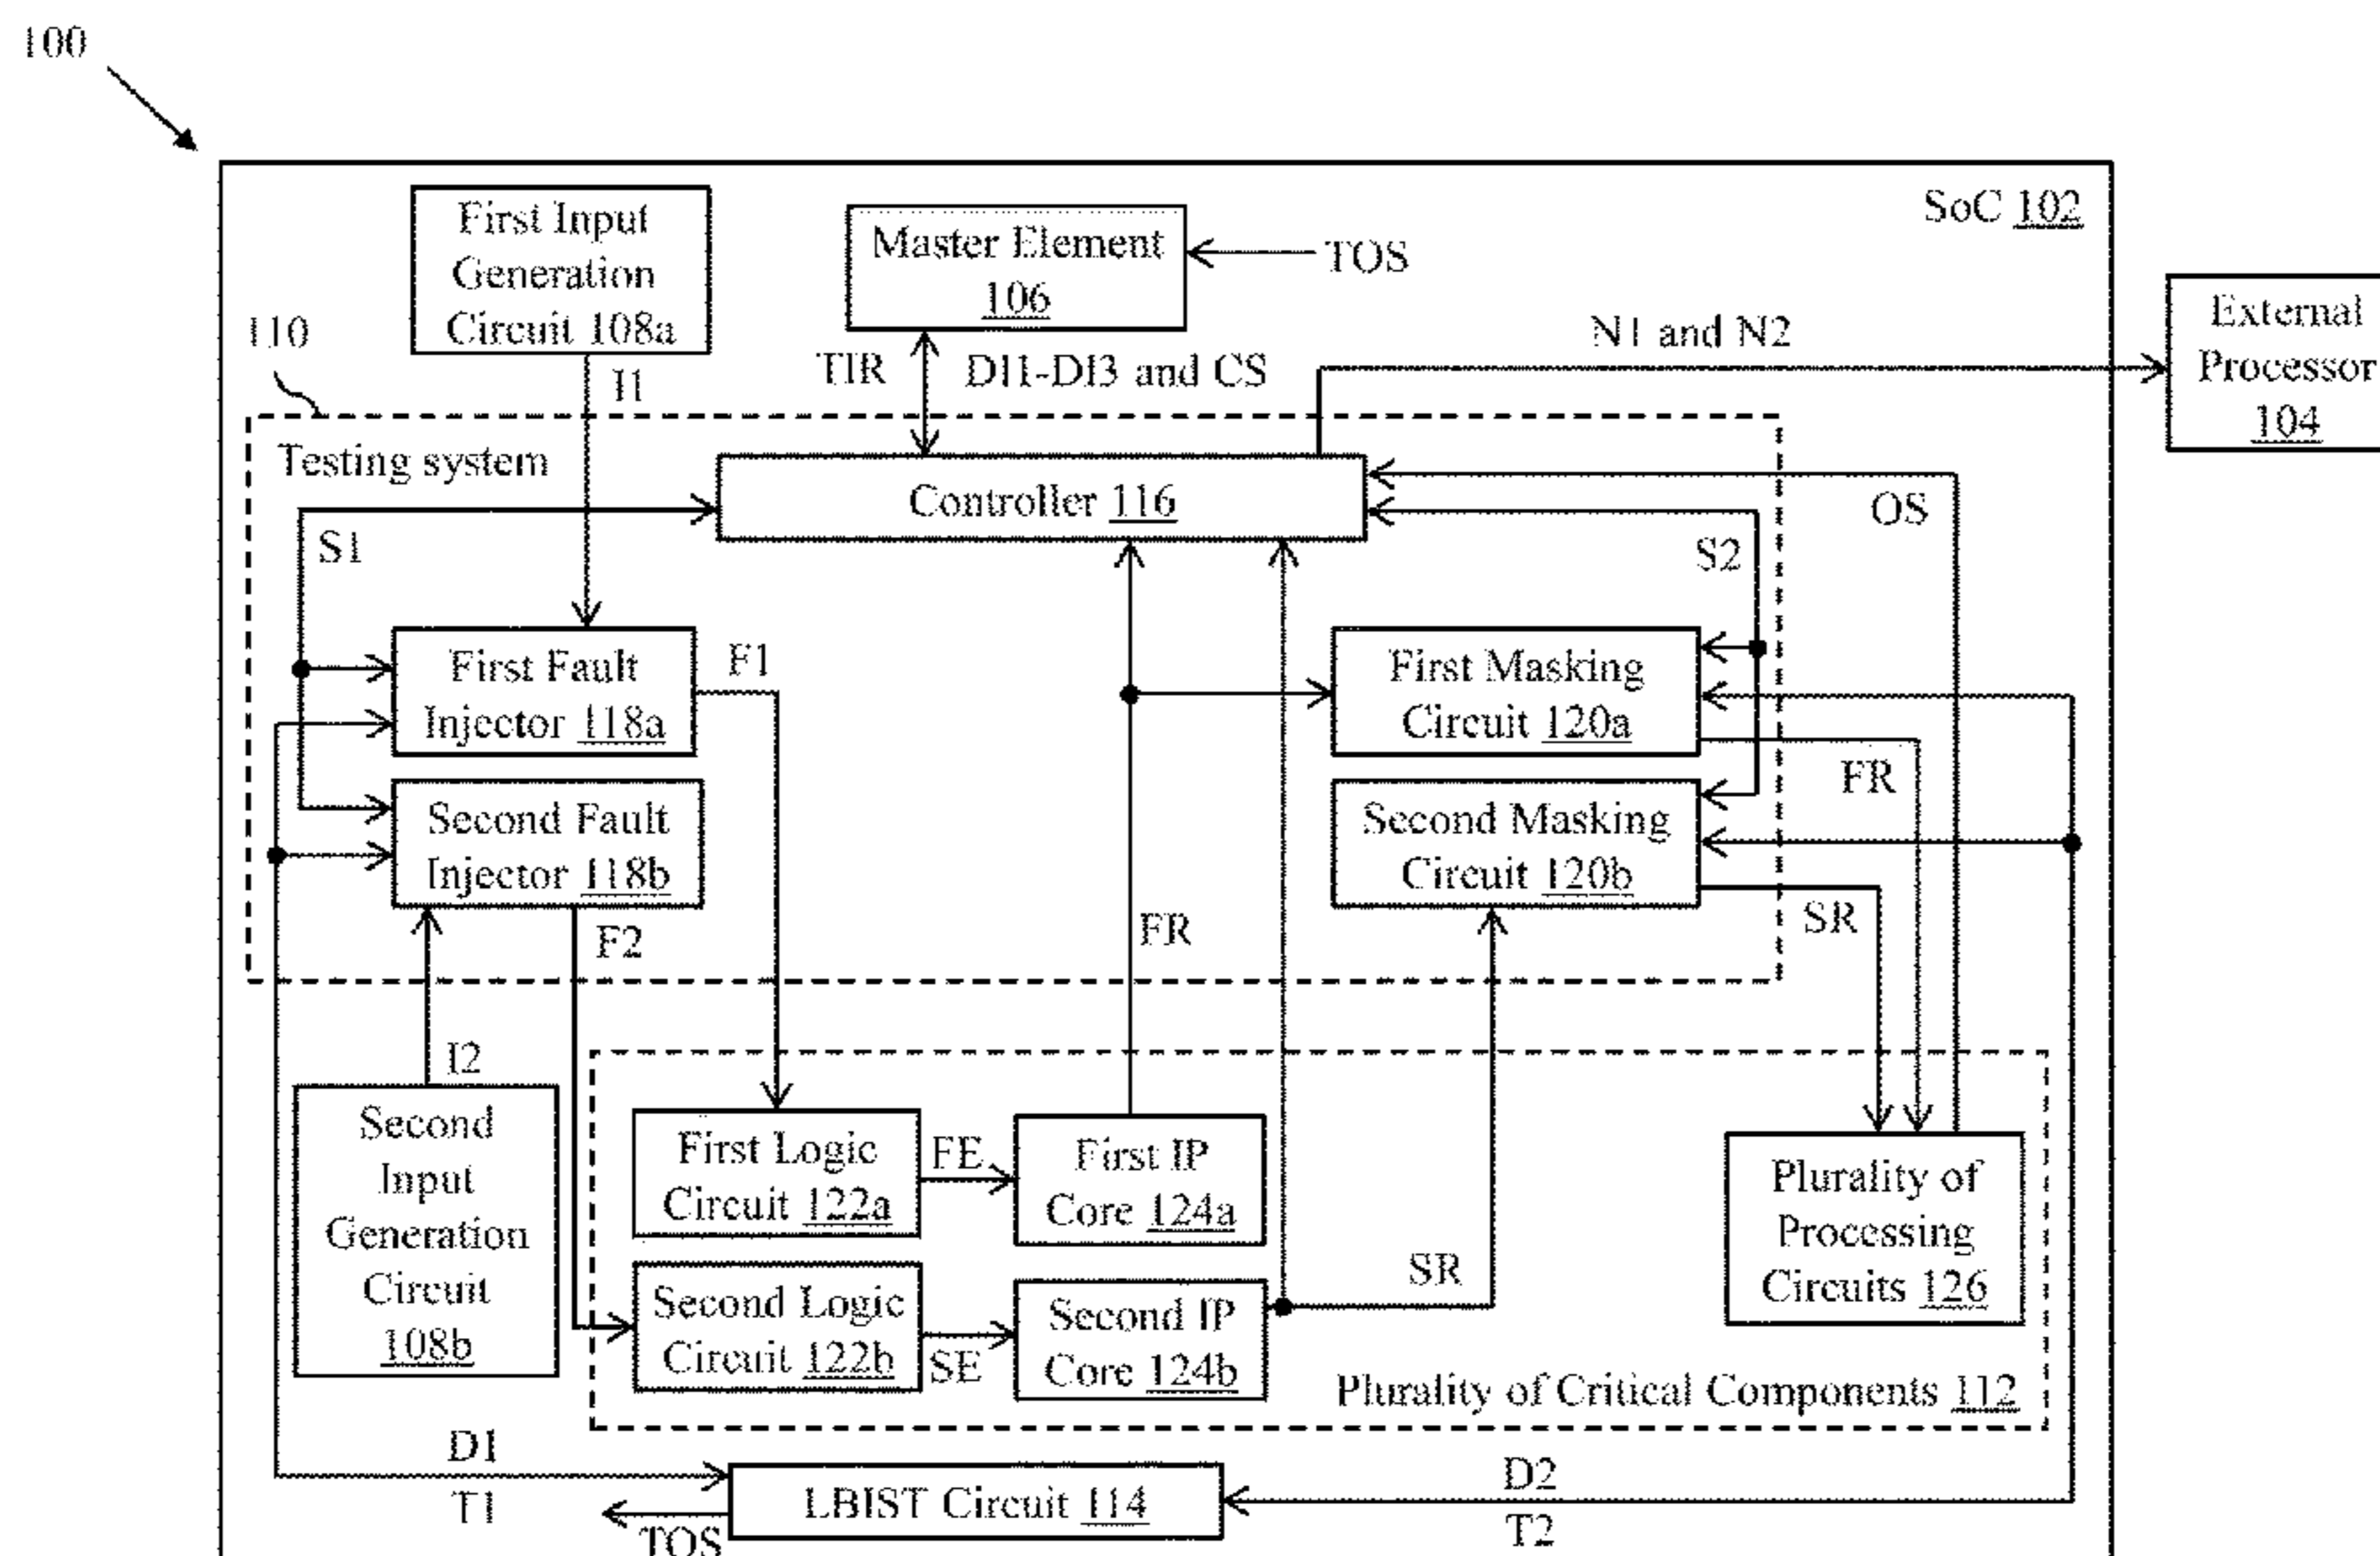 100
SoC 102
First Input
Generation
Circuit 108a
Master Element
106
TOS
External
Processor
104
110
I1
TIR
DI1-DI3 and CS
N1 and N2
Testing system
Controller 116
S1
S2
OS
First Fault
Injector 118a
F1
First Masking
Circuit 120a
FR
Second Fault
Injector 118b
F2
FR
Second Masking
Circuit 120b
SR
I2
Second
Input
Generation
Circuit
108b
First Logic
Circuit 122a
FE
First IP
Core 124a
Plurality of
Processing
Circuits 126
Second Logic
Circuit 122b
SE
Second IP
Core 124b
SR
Plurality of Critical Components 112
D1
T1
TOS
LBIST Circuit 114
D2
T2